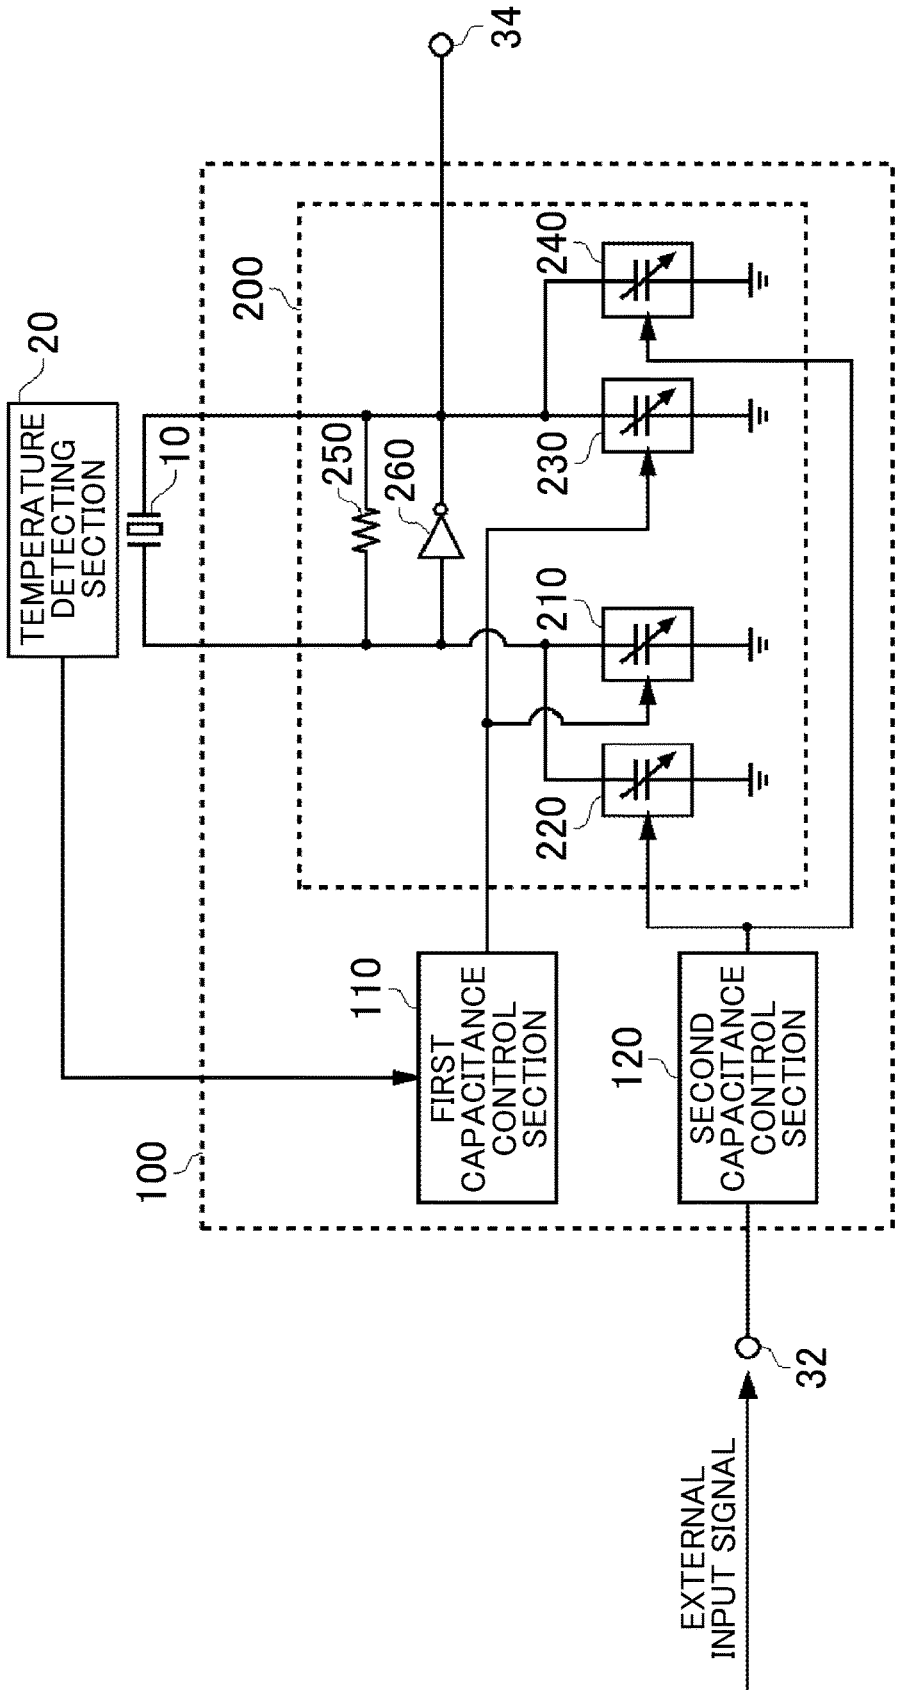 20
TEMPERATURE
DETECTING
SECTION
10
100
200
34
250
260
110
FIRST
CAPACITANCE
CONTROL
SECTION
220
210
230
240
120
SECOND
CAPACITANCE
CONTROL
SECTION
EXTERNAL
INPUT SIGNAL
32